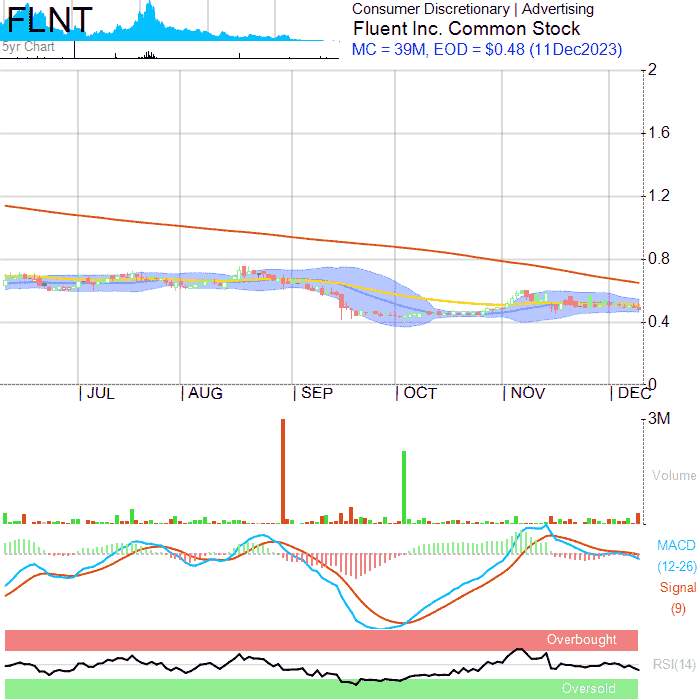 FLNT
5yr Chart
Consumer Discretionary | Advertising
Fluent Inc. Common Stock
MC = 39M, EOD = $0.48 (11Dec2023)
2
1.6
1.2
0.8
0.4
0
JUL AUG SEP OCT NOV DEC
3M
Volume
MACD
(12-26)
Signal
(9)
Overbought
RSI(14)
Oversold